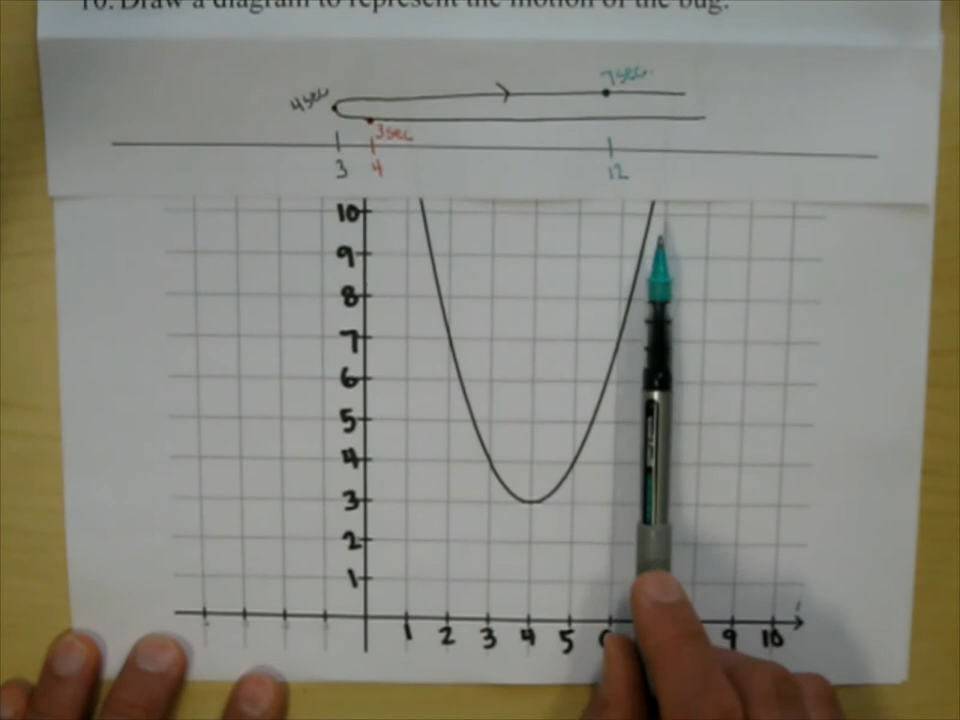 10. Draw a diagram to represent the motion of the bug.
7sec.
4sec
3sec
3 4 12
10
9
8
7
6
5
4
3
2
1
1 2 3 4 5 9 10